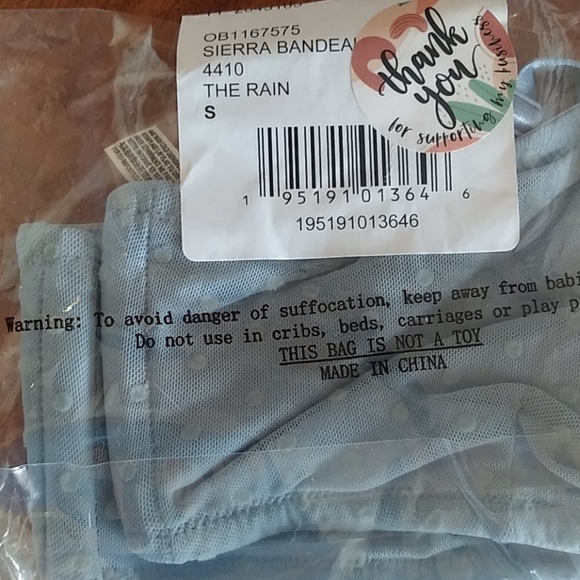 OB1167575
SIERRA BANDEAU
4410
THE RAIN
S
thank
you
for supporting my business
1 95191 01364 6
195191013646
Warning: To avoid danger of suffocation, keep away from babi
Do not use in cribs, beds, carriages or play p
THIS BAG IS NOT A TOY
MADE IN CHINA